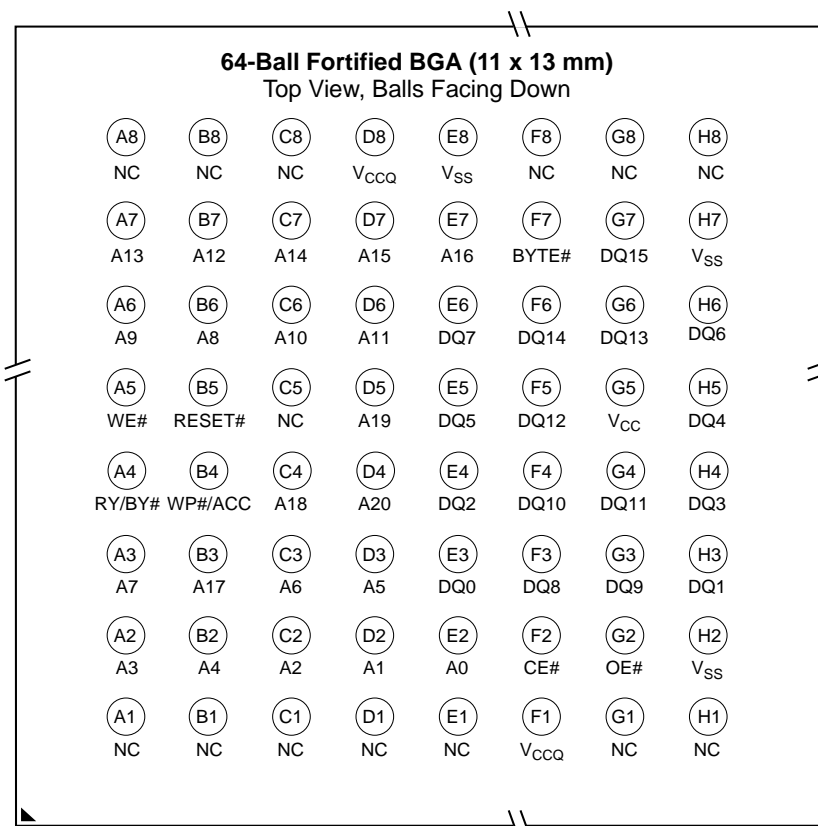 64-Ball Fortified BGA (11 x 13 mm)
Top View, Balls Facing Down
A8 B8 C8 D8 E8 F8 G8 H8
NC NC NC VCCQ VSS NC NC NC
A7 B7 C7 D7 E7 F7 G7 H7
A13 A12 A14 A15 A16 BYTE# DQ15 VSS
A6 B6 C6 D6 E6 F6 G6 H6
A9 A8 A10 A11 DQ7 DQ14 DQ13 DQ6
A5 B5 C5 D5 E5 F5 G5 H5
WE# RESET# NC A19 DQ5 DQ12 VCC DQ4
A4 B4 C4 D4 E4 F4 G4 H4
RY/BY# WP#/ACC A18 A20 DQ2 DQ10 DQ11 DQ3
A3 B3 C3 D3 E3 F3 G3 H3
A7 A17 A6 A5 DQ0 DQ8 DQ9 DQ1
A2 B2 C2 D2 E2 F2 G2 H2
A3 A4 A2 A1 A0 CE# OE# VSS
A1 B1 C1 D1 E1 F1 G1 H1
NC NC NC NC NC VCCQ NC NC